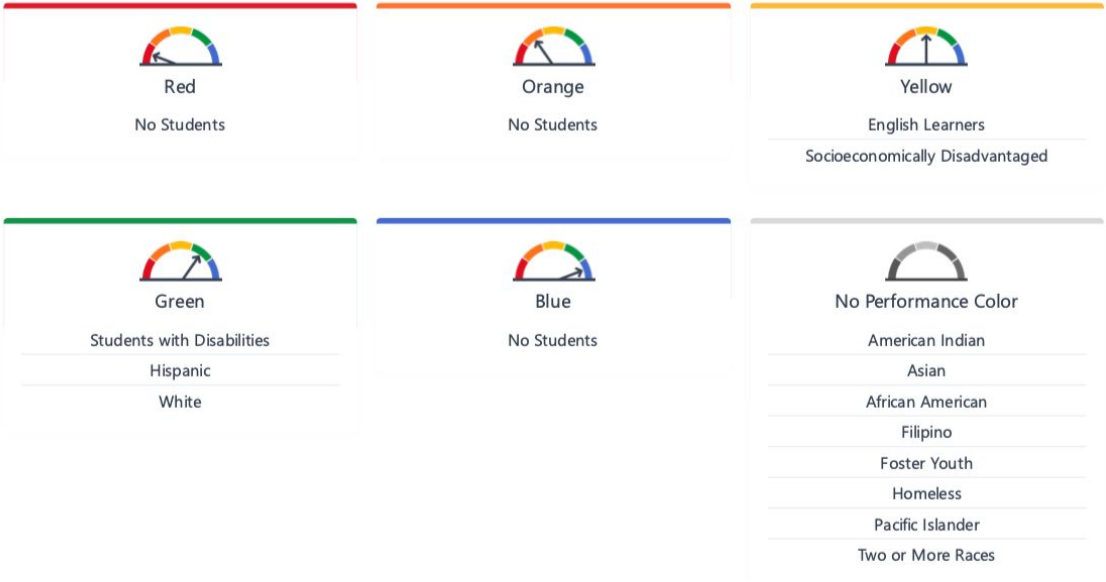 Red
No Students
Orange
No Students
Yellow
English Learners
Socioeconomically Disadvantaged
Green
Students with Disabilities
Hispanic
White
Blue
No Students
No Performance Color
American Indian
Asian
African American
Filipino
Foster Youth
Homeless
Pacific Islander
Two or More Races